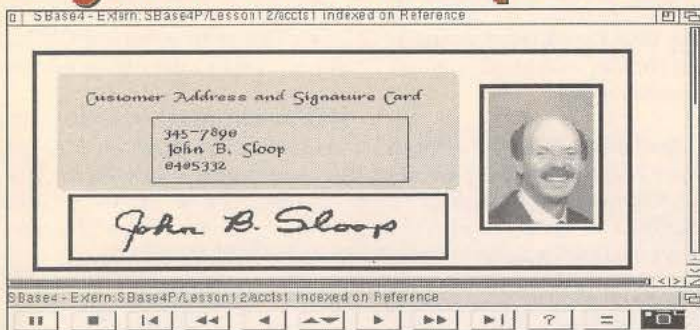 SBase4 - Extern:SBase4P/Lesson12/accts1 indexed on Reference
Customer Address and Signature Card
345-7890
John B. Sloop
0405332
John B. Sloop
SBase4 - Extern:SBase4P/Lesson12/accts1 indexed on Reference
? =